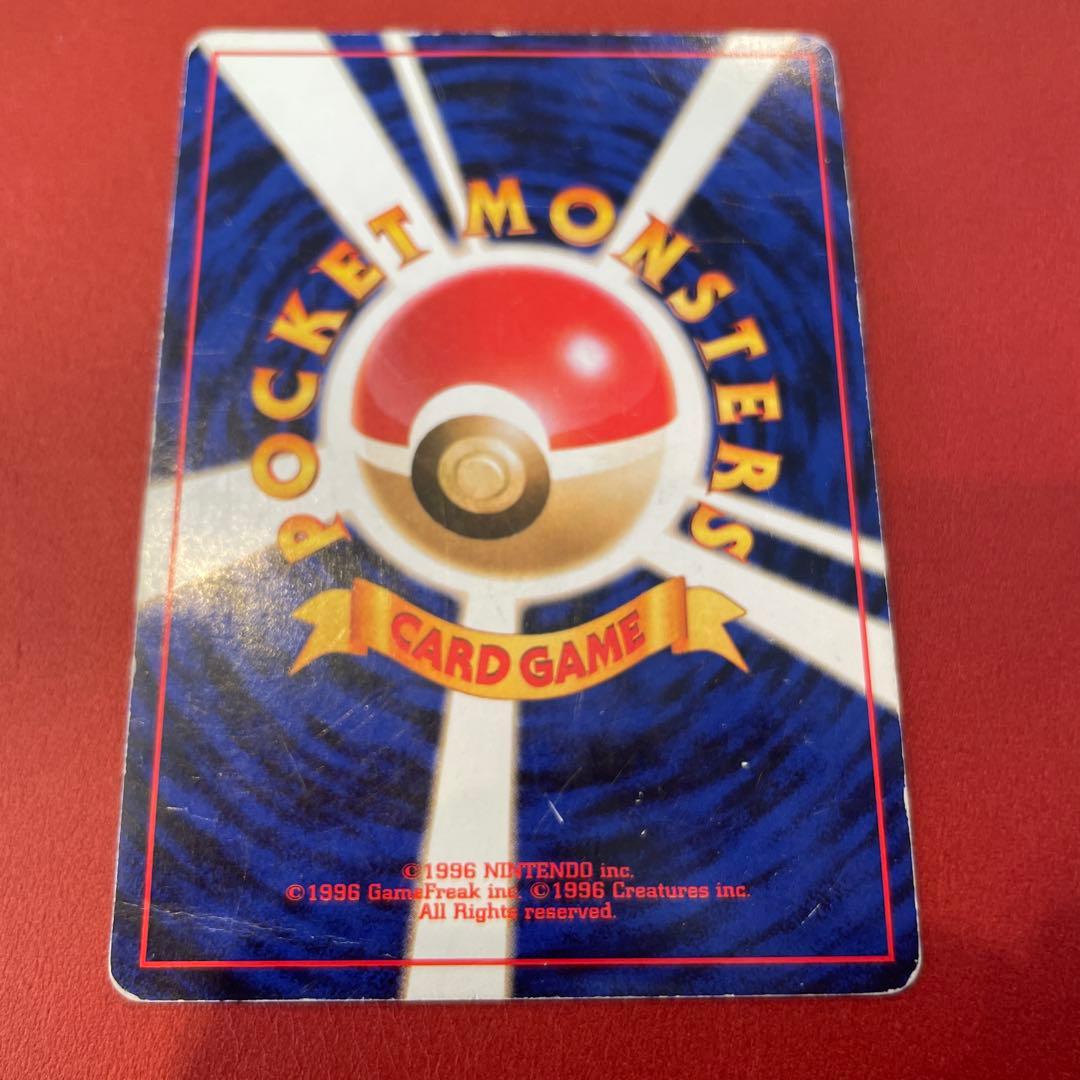 POCKET MONSTERS
CARD GAME
©1996 NINTENDO inc.
©1996 GameFreak inc. ©1996 Creatures inc.
All Rights reserved.